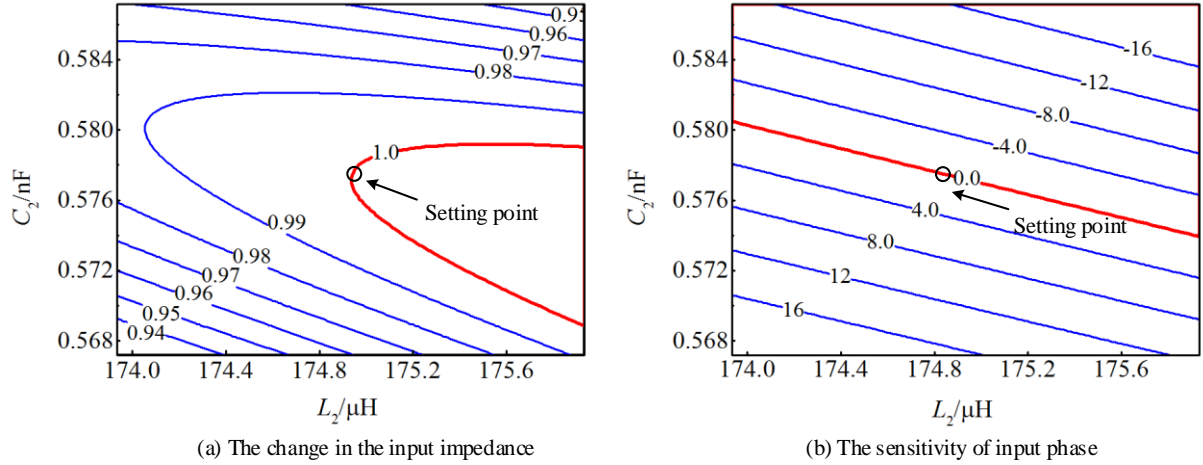 0.584
0.580
0.576
0.572
0.568
C₂/nF
0.96
0.97
0.98
1.0
Setting point
0.99
0.98
0.97
0.96
0.95
0.94
174.0 174.4 174.8 175.2 175.6
L₂/μH
(a) The change in the input impedance
0.584
0.580
0.576
0.572
0.568
C₂/nF
-16
-12
-8.0
-4.0
0.0
Setting point
4.0
8.0
12
16
174.0 174.4 174.8 175.2 175.6
L₂/μH
(b) The sensitivity of input phase